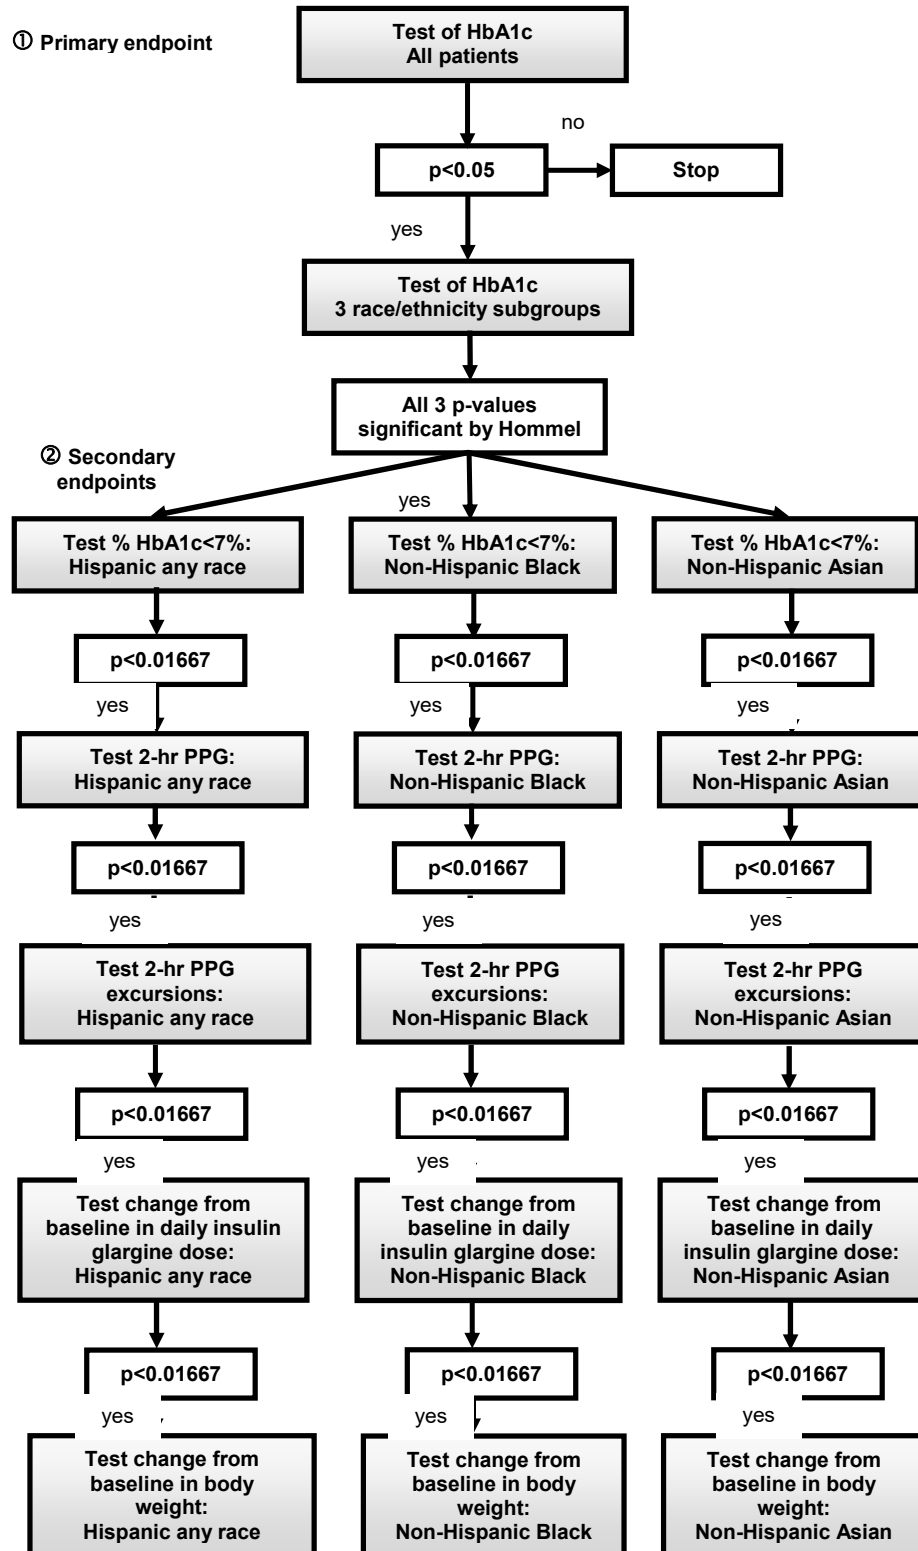 ① Primary endpoint
Test of HbA1c
All patients
no
p<0.05
Stop
yes
Test of HbA1c
3 race/ethnicity subgroups
All 3 p-values
significant by Hommel
② Secondary
endpoints
yes
Test % HbA1c<7%:
Hispanic any race
Test % HbA1c<7%:
Non-Hispanic Black
Test % HbA1c<7%:
Non-Hispanic Asian
p<0.01667
p<0.01667
p<0.01667
yes
yes
yes
Test 2-hr PPG:
Hispanic any race
Test 2-hr PPG:
Non-Hispanic Black
Test 2-hr PPG:
Non-Hispanic Asian
p<0.01667
p<0.01667
p<0.01667
yes
yes
yes
Test 2-hr PPG
excursions:
Hispanic any race
Test 2-hr PPG
excursions:
Non-Hispanic Black
Test 2-hr PPG
excursions:
Non-Hispanic Asian
p<0.01667
p<0.01667
p<0.01667
yes
yes
yes
Test change from
baseline in daily insulin
glargine dose:
Hispanic any race
Test change from
baseline in daily
insulin glargine dose:
Non-Hispanic Black
Test change from
baseline in daily
insulin glargine dose:
Non-Hispanic Asian
p<0.01667
p<0.01667
p<0.01667
yes
yes
yes
Test change from
baseline in body
weight:
Hispanic any race
Test change from
baseline in body
weight:
Non-Hispanic Black
Test change from
baseline in body
weight:
Non-Hispanic Asian